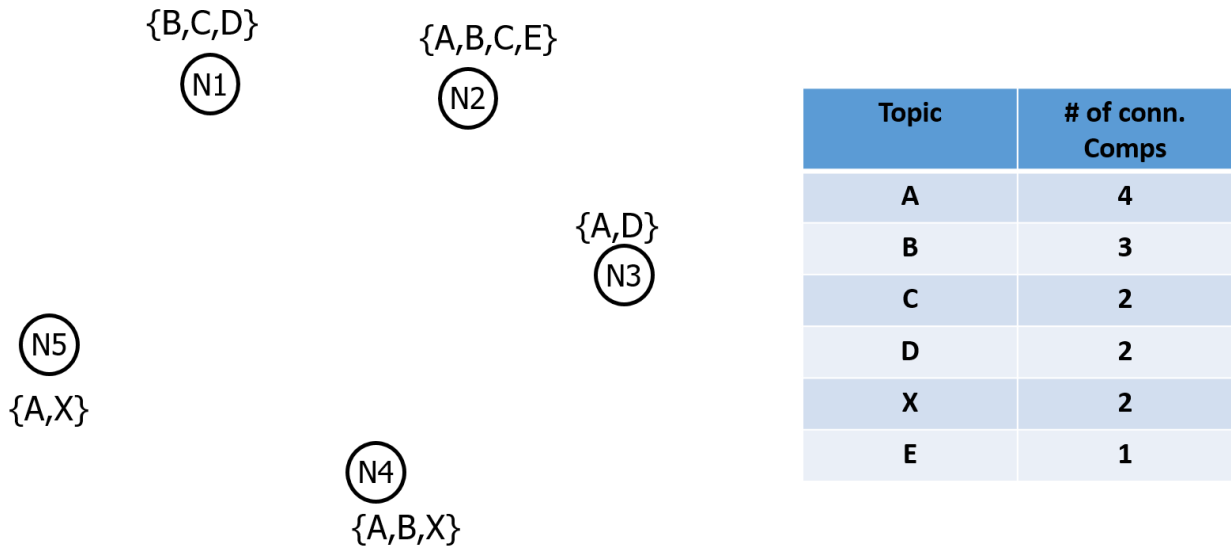 {B,C,D}
N1
{A,B,C,E}
N2
{A,D}
N3
N5
{A,X}
N4
{A,B,X}
Topic # of conn.
Comps
A 4
B 3
C 2
D 2
X 2
E 1